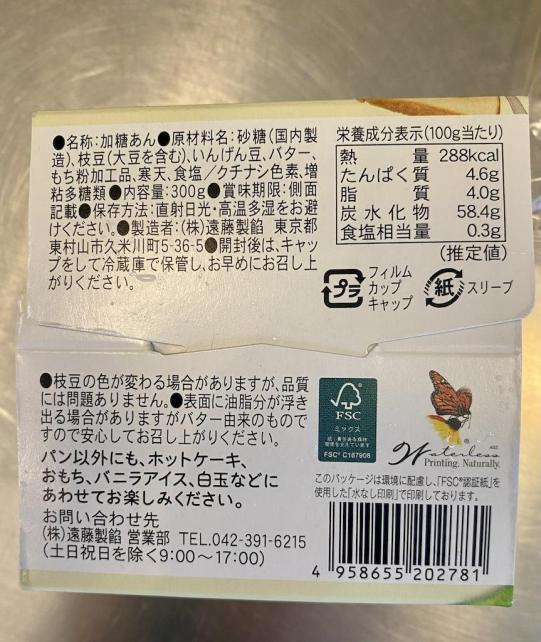 ●名称:加糖あん●原材料名:砂糖(国内製
造)、枝豆(大豆を含む)、いんげん豆、バター、
もち粉加工品、寒天、食塩／クチナシ色素、増
粘多糖類●内容量:300g●賞味期限:側面
記載●保存方法:直射日光・高温多湿をお避
けください。●製造者:(株)遠藤製餡 東京都
東村山市久米川町5-36-5●開封後は、キャッ
プをして冷蔵庫で保管し、お早めにお召し上
がりください。
栄養成分表示(100g当たり)
熱量 288kcal
たんぱく質 4.6g
脂質 4.0g
炭水化物 58.4g
食塩相当量 0.3g
(推定値)
プラ
フィルム
カップ
キャップ
紙
スリーブ
●枝豆の色が変わる場合がありますが、品質
には問題ありません。●表面に油脂分が浮き
出る場合がありますがバター由来のもので
すので安心してお召し上がりください。
パン以外にも、ホットケーキ、
おもち、バニラアイス、白玉などに
あわせてお楽しみください。
お問い合わせ先
(株)遠藤製餡 営業部 TEL.042-391-6215
(土日祝日を除く9:00～17:00)
FSC
ミックス
紙|責任ある森林
管理を支えています
FSC® C167908
Waterless
Printing. Naturally.
このパッケージは環境に配慮し、「FSC®認証紙」を
使用した「水なし印刷」で印刷しております。
4 958655 202781